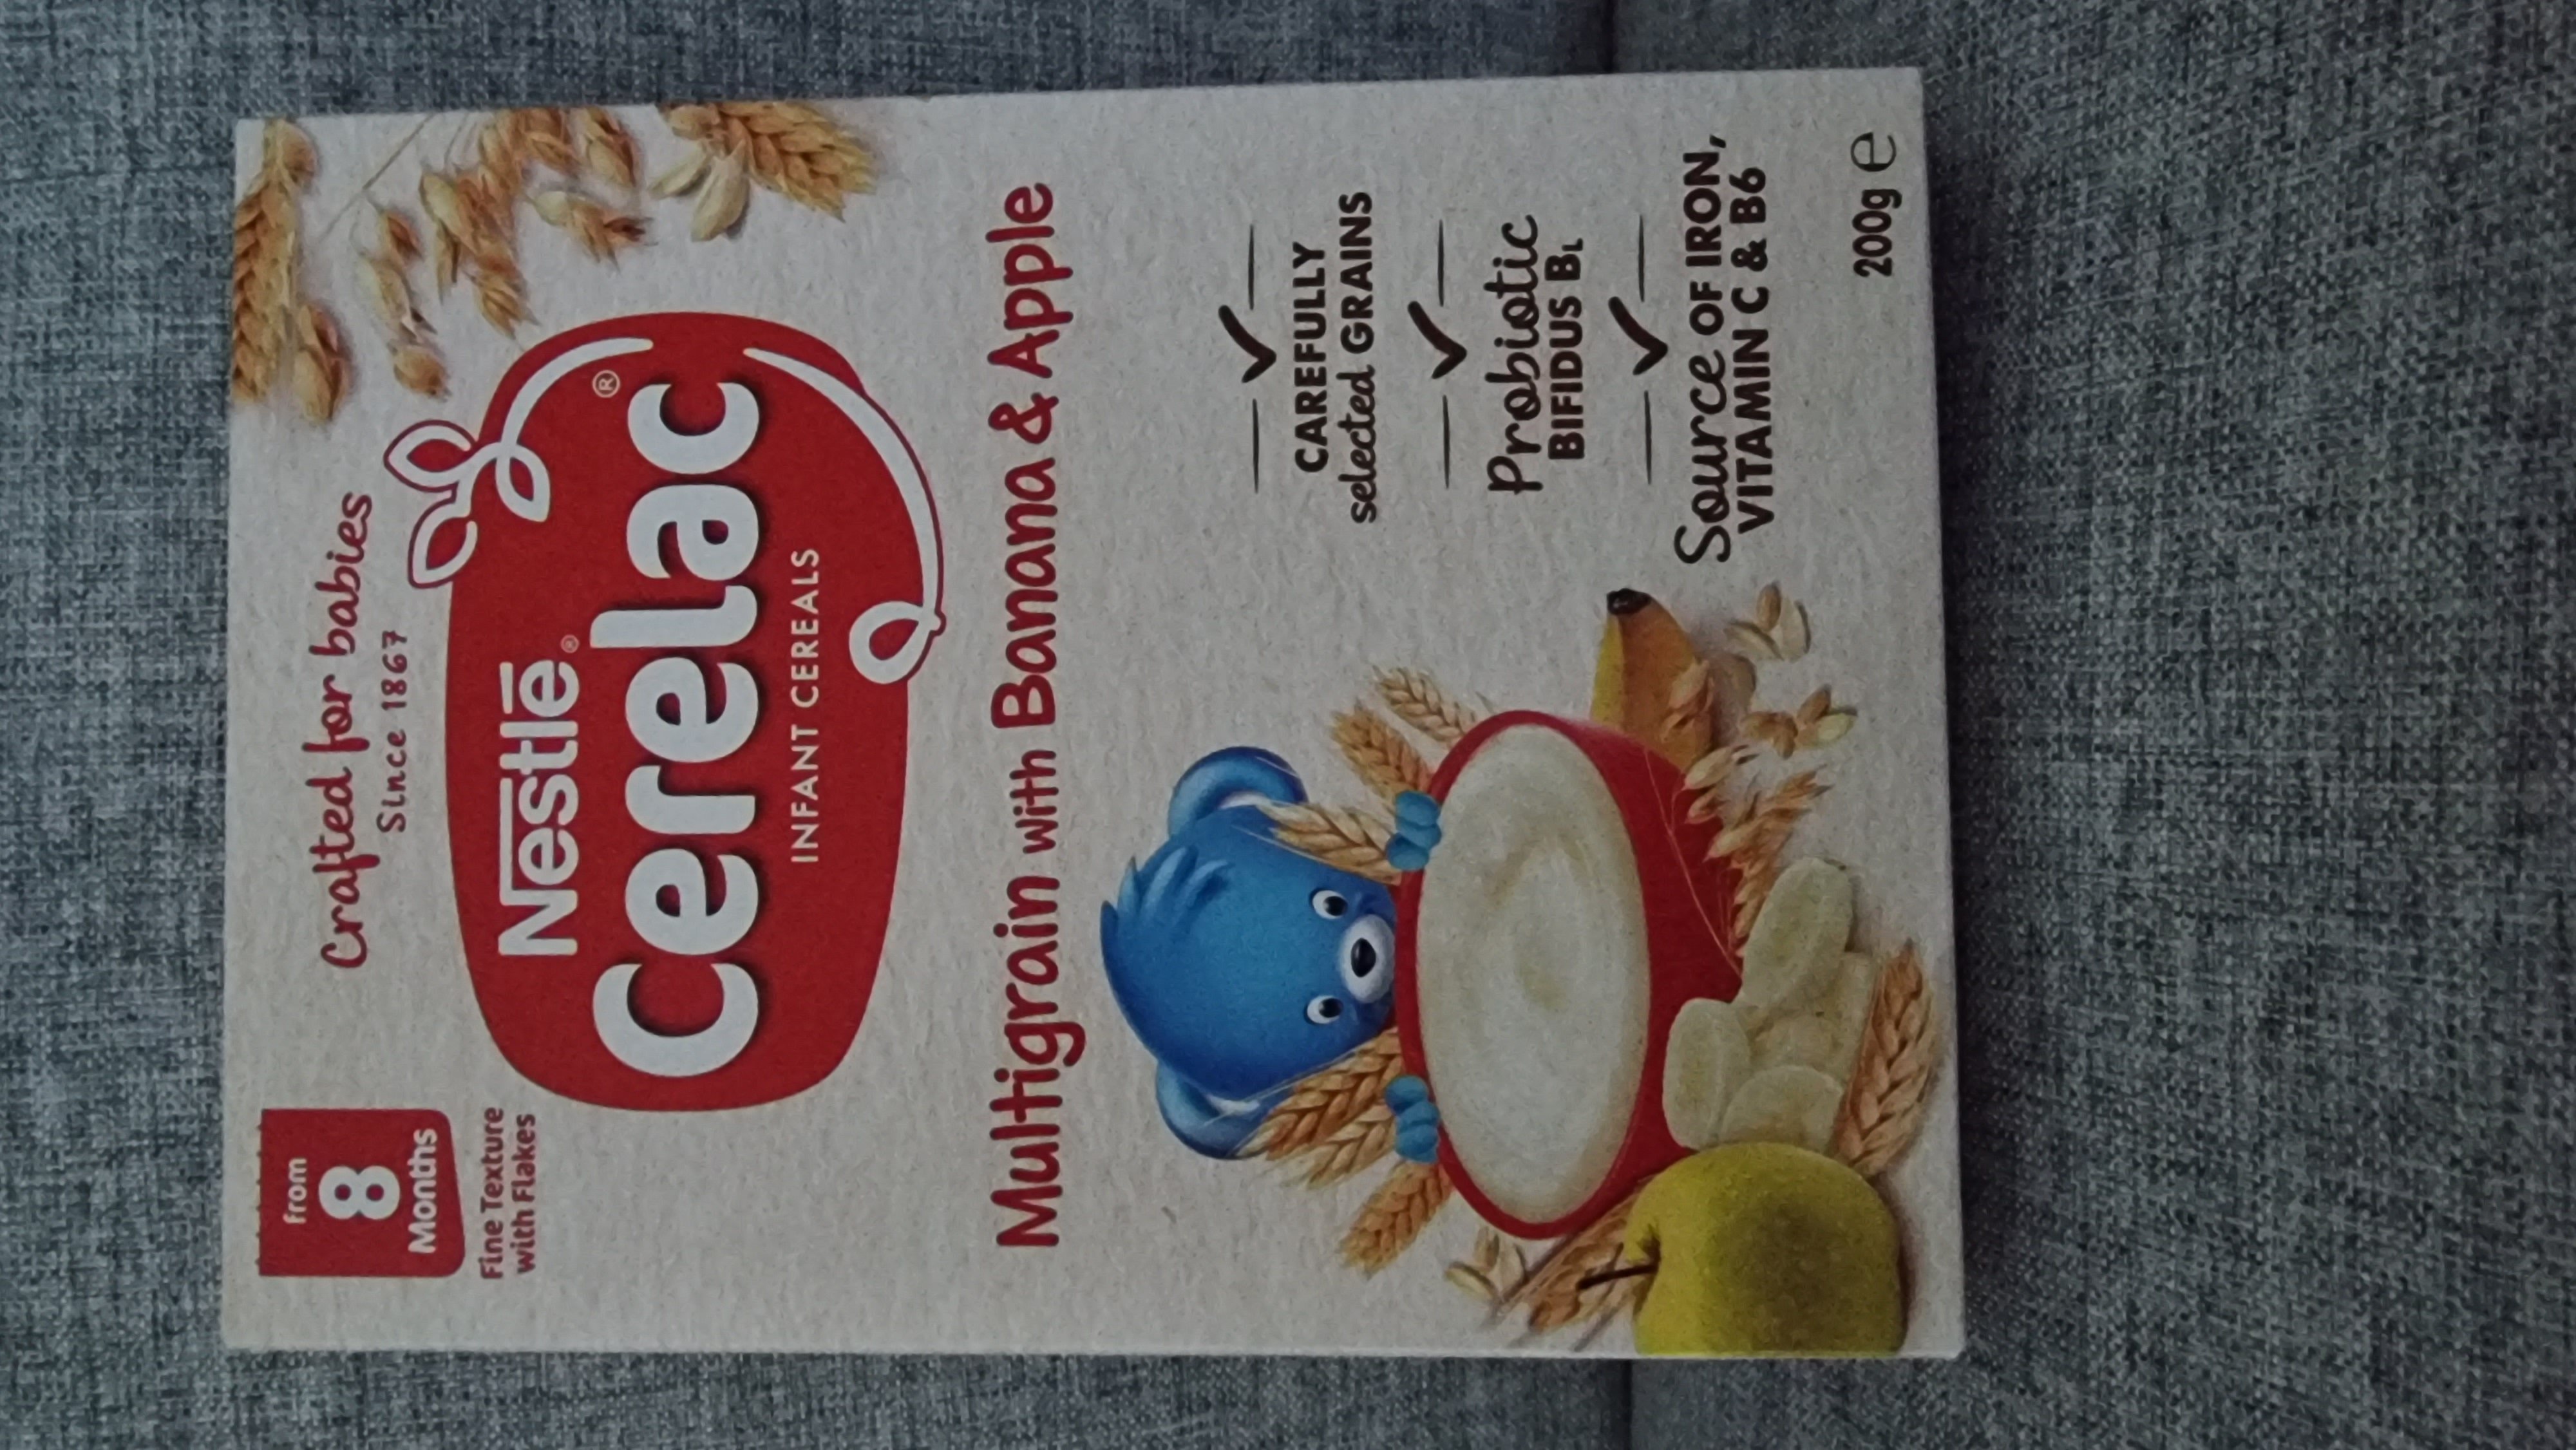 Crafted for babies
Since 1867
from
8
Months
Fine Texture
with Flakes
Nestlé®
Cerelac®
INFANT CEREALS
Multigrain with Banana & Apple
CAREFULLY
selected GRAINS
Probiotic
BIFIDUS BL
Source OF IRON,
VITAMIN C & B6
200g ℮